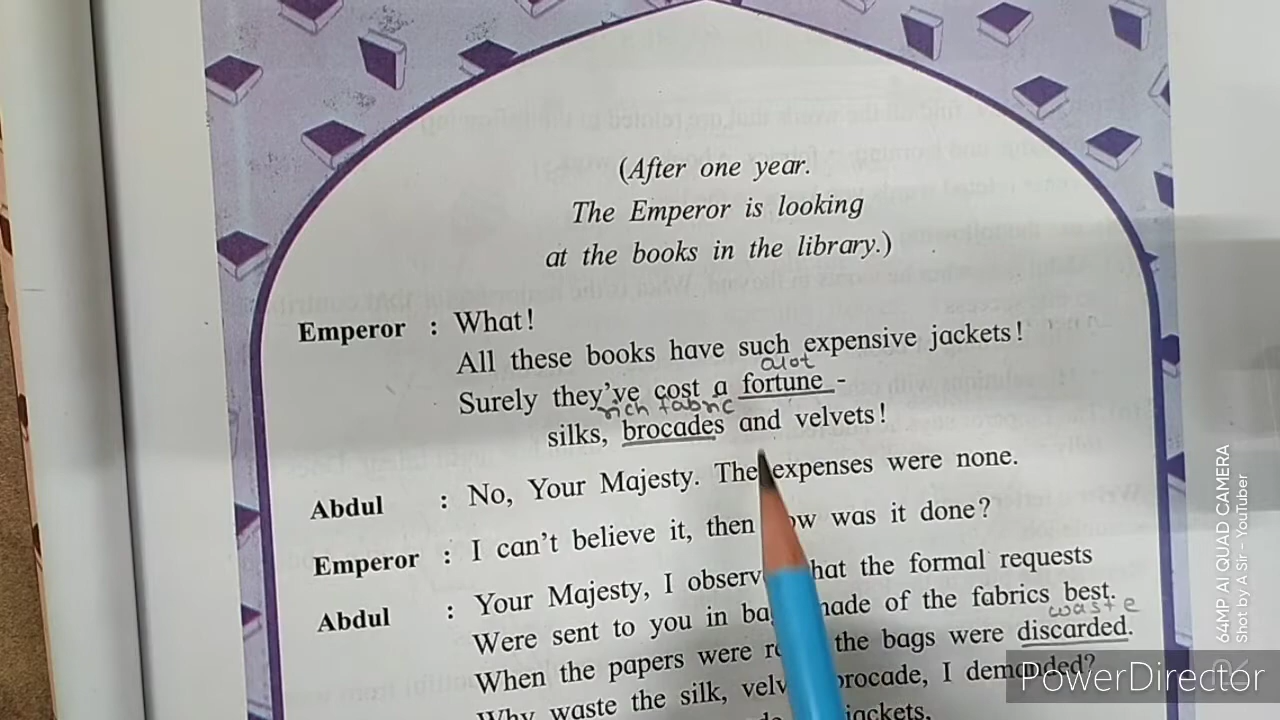 (After one year.
The Emperor is looking
at the books in the library.)
Emperor : What!
All these books have such expensive jackets!
alot
Surely they've cost a fortune -
rich fabric
silks, brocades and velvets!
Abdul : No, Your Majesty. The expenses were none.
Emperor : I can't believe it, then how was it done?
Abdul : Your Majesty, I observ that the formal requests
Were sent to you in bag made of the fabrics best.
waste
When the papers were re the bags were discarded.
Why waste the silk, velv brocade, I demanded?
jackets.
64MP AI QUAD CAMERA
Shot by A Sir - YouTuber
PowerDirector